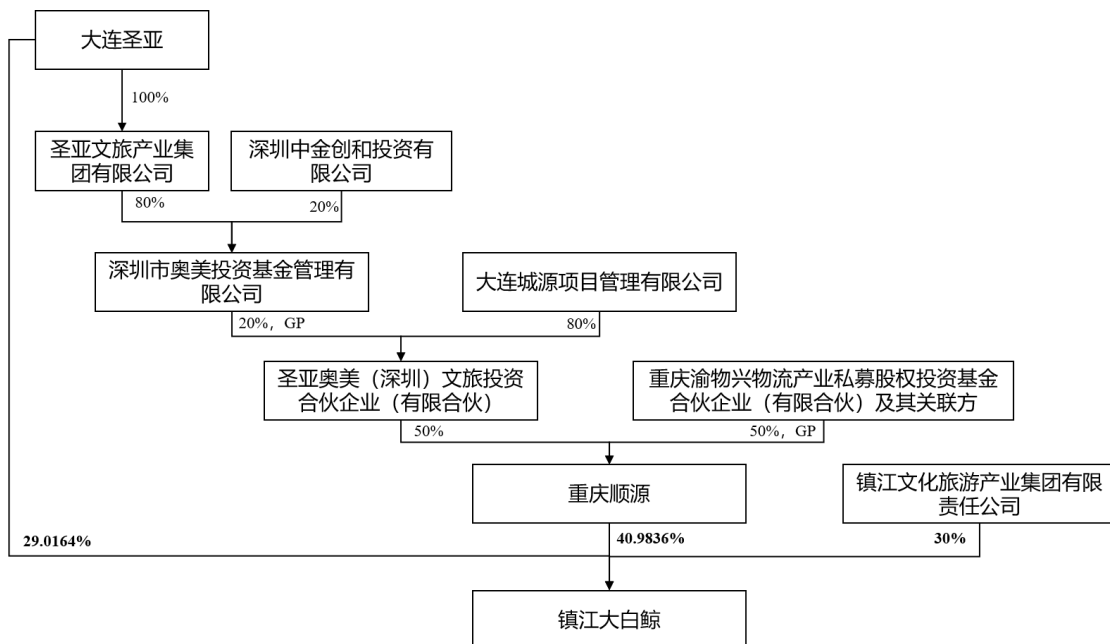 大连圣亚
100%
圣亚文旅产业集
团有限公司
深圳中金创和投资有
限公司
80%
20%
深圳市奥美投资基金管理有
限公司
大连城源项目管理有限公司
20%，GP
80%
圣亚奥美（深圳）文旅投资
合伙企业（有限合伙）
重庆渝物兴物流产业私募股权投资基金
合伙企业（有限合伙）及其关联方
50%
50%，GP
重庆顺源
镇江文化旅游产业集团有限
责任公司
29.0164%
40.9836%
30%
镇江大白鲸